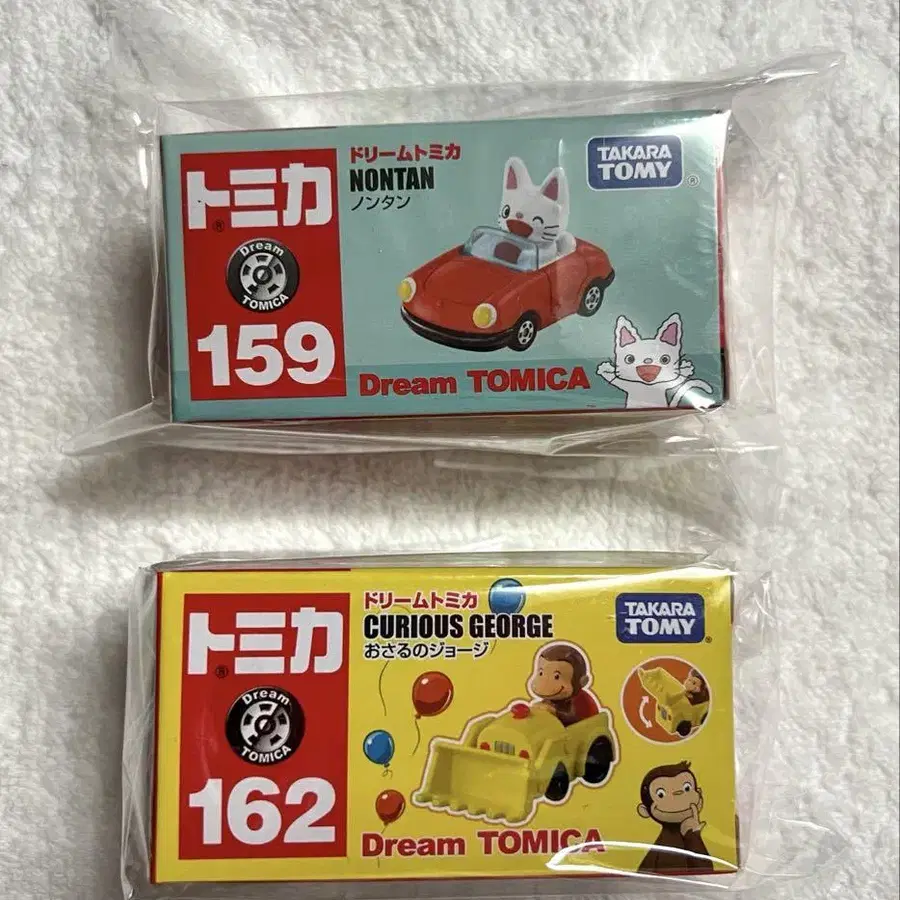 トミカ
®
Dream
TOMICA
159
ドリームトミカ
NONTAN
ノンタン
TAKARA
TOMY
®
Dream TOMICA
トミカ
®
Dream
TOMICA
162
ドリームトミカ
CURIOUS GEORGE
おさるのジョージ
TAKARA
TOMY
®
Dream TOMICA